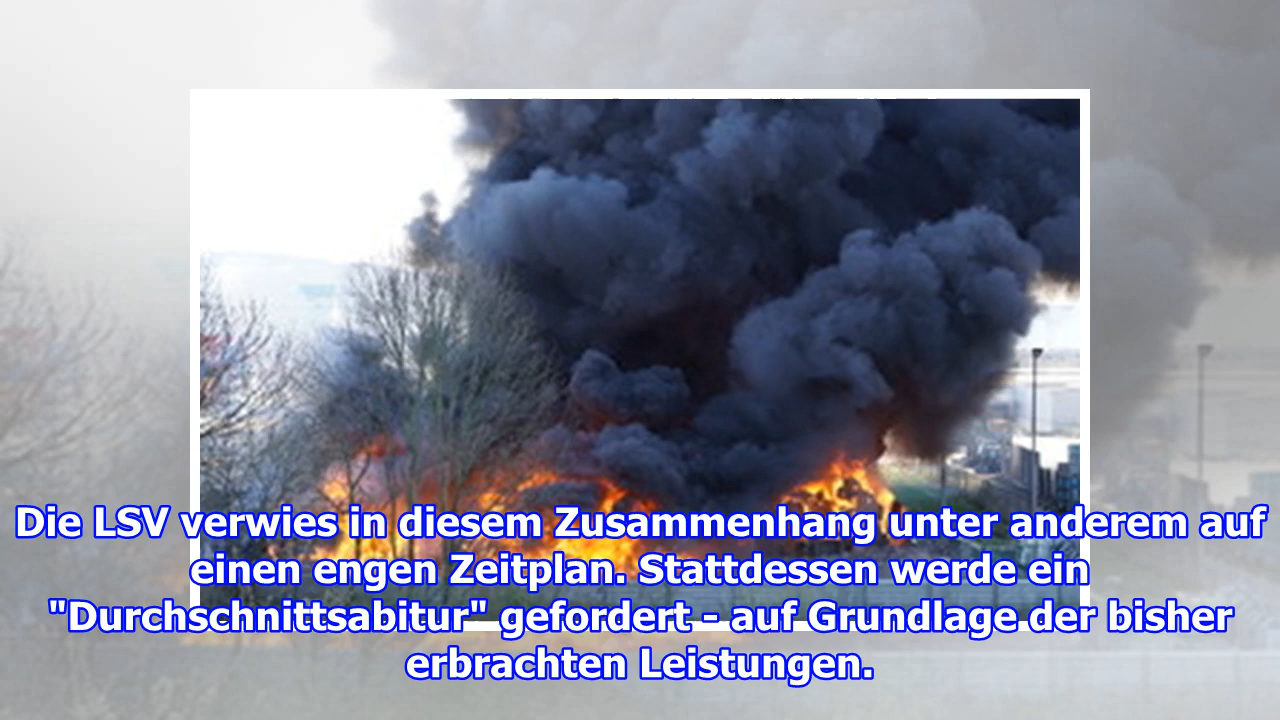 Die LSV verwies in diesem Zusammenhang unter anderem auf
einen engen Zeitplan. Stattdessen werde ein
"Durchschnittsabitur" gefordert - auf Grundlage der bisher
erbrachten Leistungen.